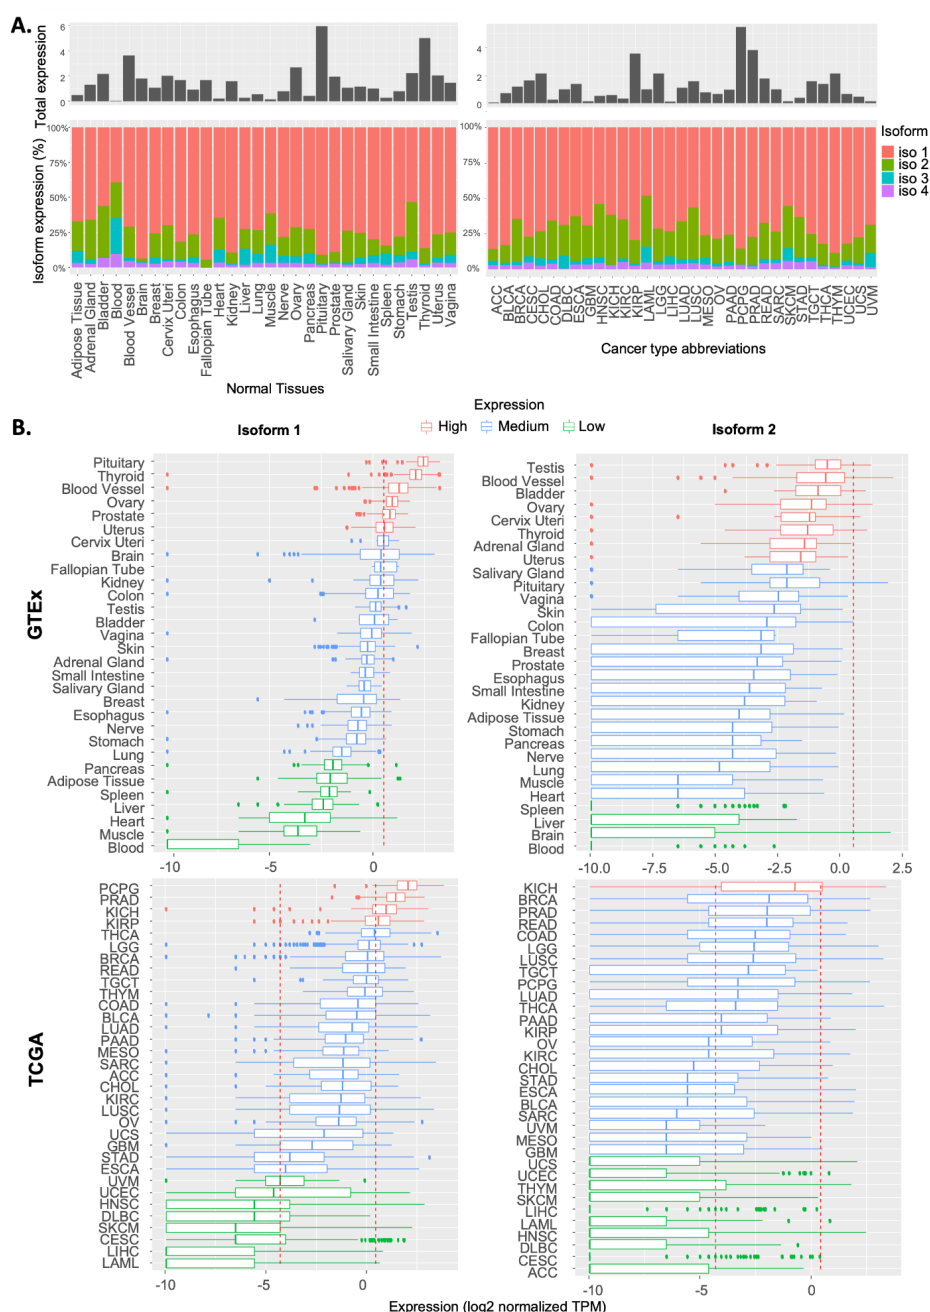 A.
Total expression
6
4
2
0
4
2
0
Isoform expression (%)
100%
75%
50%
25%
0%
100%
75%
50%
25%
0%
Isoform
iso 1
iso 2
iso 3
iso 4
Adipose Tissue
Adrenal Gland
Bladder
Blood
Blood Vessel
Brain
Breast
Cervix Uteri
Colon
Esophagus
Fallopian Tube
Heart
Kidney
Liver
Lung
Muscle
Nerve
Ovary
Pancreas
Pituitary
Prostate
Salivary Gland
Skin
Small Intestine
Spleen
Stomach
Testis
Thyroid
Uterus
Vagina
Normal Tissues
ACC
BLCA
BRCA
CESC
CHOL
COAD
DLBC
ESCA
GBM
HNSC
KICH
KIRC
KIRP
LAML
LGG
LIHC
LUAD
LUSC
MESO
OV
PAAD
PCPG
PRAD
READ
SARC
SKCM
STAD
TGCT
THCA
THYM
UCEC
UCS
UVM
Cancer type abbreviations
B.
Expression
High
Medium
Low
Isoform 1
Isoform 2
GTEx
Pituitary
Thyroid
Blood Vessel
Ovary
Prostate
Uterus
Cervix Uteri
Brain
Fallopian Tube
Kidney
Colon
Testis
Bladder
Vagina
Skin
Adrenal Gland
Small Intestine
Salivary Gland
Breast
Esophagus
Nerve
Stomach
Lung
Pancreas
Adipose Tissue
Spleen
Liver
Heart
Muscle
Blood
-10
-5
0
Testis
Blood Vessel
Bladder
Ovary
Cervix Uteri
Thyroid
Adrenal Gland
Uterus
Salivary Gland
Pituitary
Vagina
Skin
Colon
Fallopian Tube
Breast
Prostate
Esophagus
Small Intestine
Kidney
Adipose Tissue
Stomach
Pancreas
Nerve
Lung
Muscle
Heart
Spleen
Liver
Brain
Blood
-10.0
-7.5
-5.0
-2.5
0.0
2.5
TCGA
PCPG
PRAD
KICH
KIRP
THCA
LGG
BRCA
READ
TGCT
THYM
COAD
BLCA
LUAD
PAAD
MESO
SARC
ACC
CHOL
KIRC
LUSC
OV
UCS
GBM
STAD
ESCA
UVM
UCEC
HNSC
DLBC
SKCM
CESC
LIHC
LAML
-10
-5
0
KICH
BRCA
PRAD
READ
COAD
LGG
LUSC
TGCT
PCPG
LUAD
THCA
PAAD
KIRP
OV
KIRC
CHOL
STAD
ESCA
BLCA
SARC
UVM
MESO
GBM
UCS
UCEC
THYM
SKCM
LIHC
LAML
HNSC
DLBC
CESC
ACC
-10
-5
0
Expression (log2 normalized TPM)